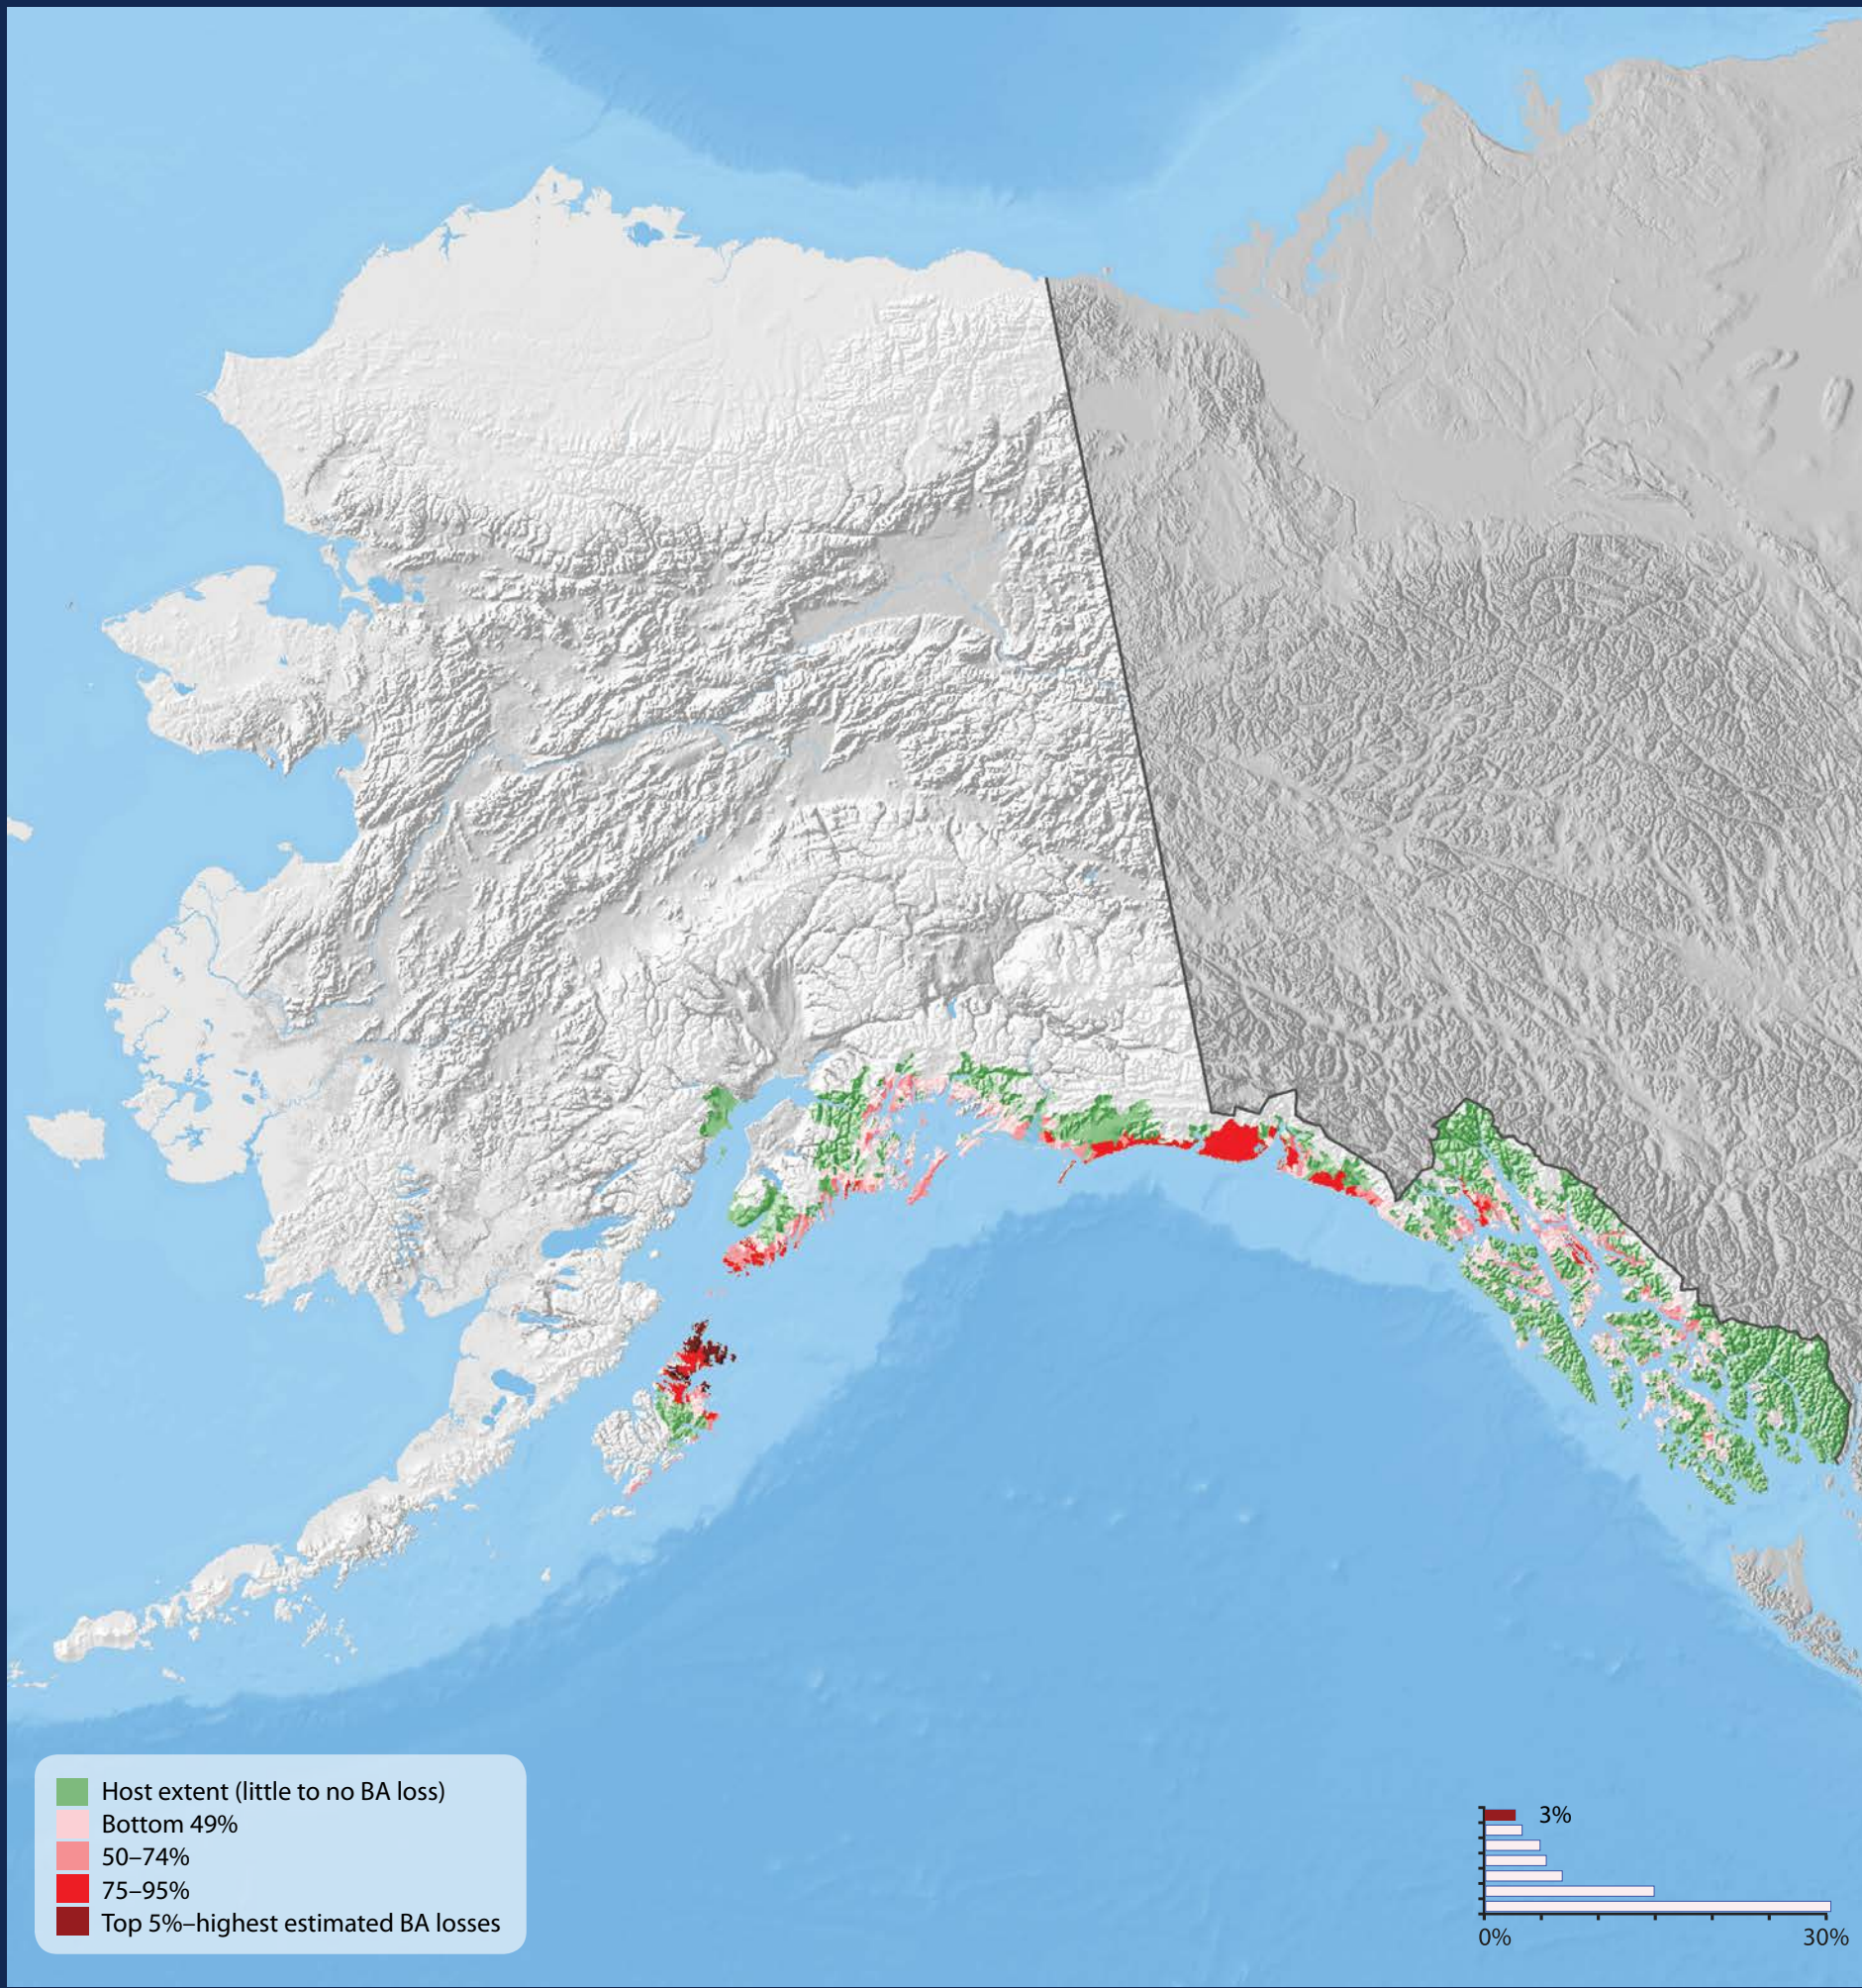 Host extent (little to no BA loss)
Bottom 49%
50–74%
75–95%
Top 5%–highest estimated BA losses
3%
0%
30%